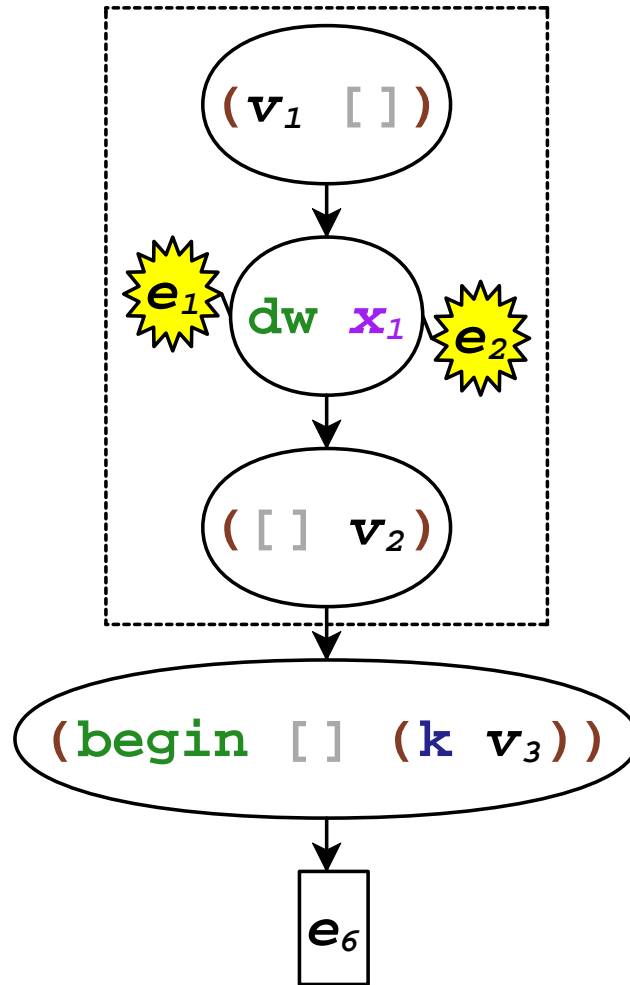 (v₁ [])
e₁
dw x₁
e₂
([] v₂)
(begin [] (k v₃))
e₆